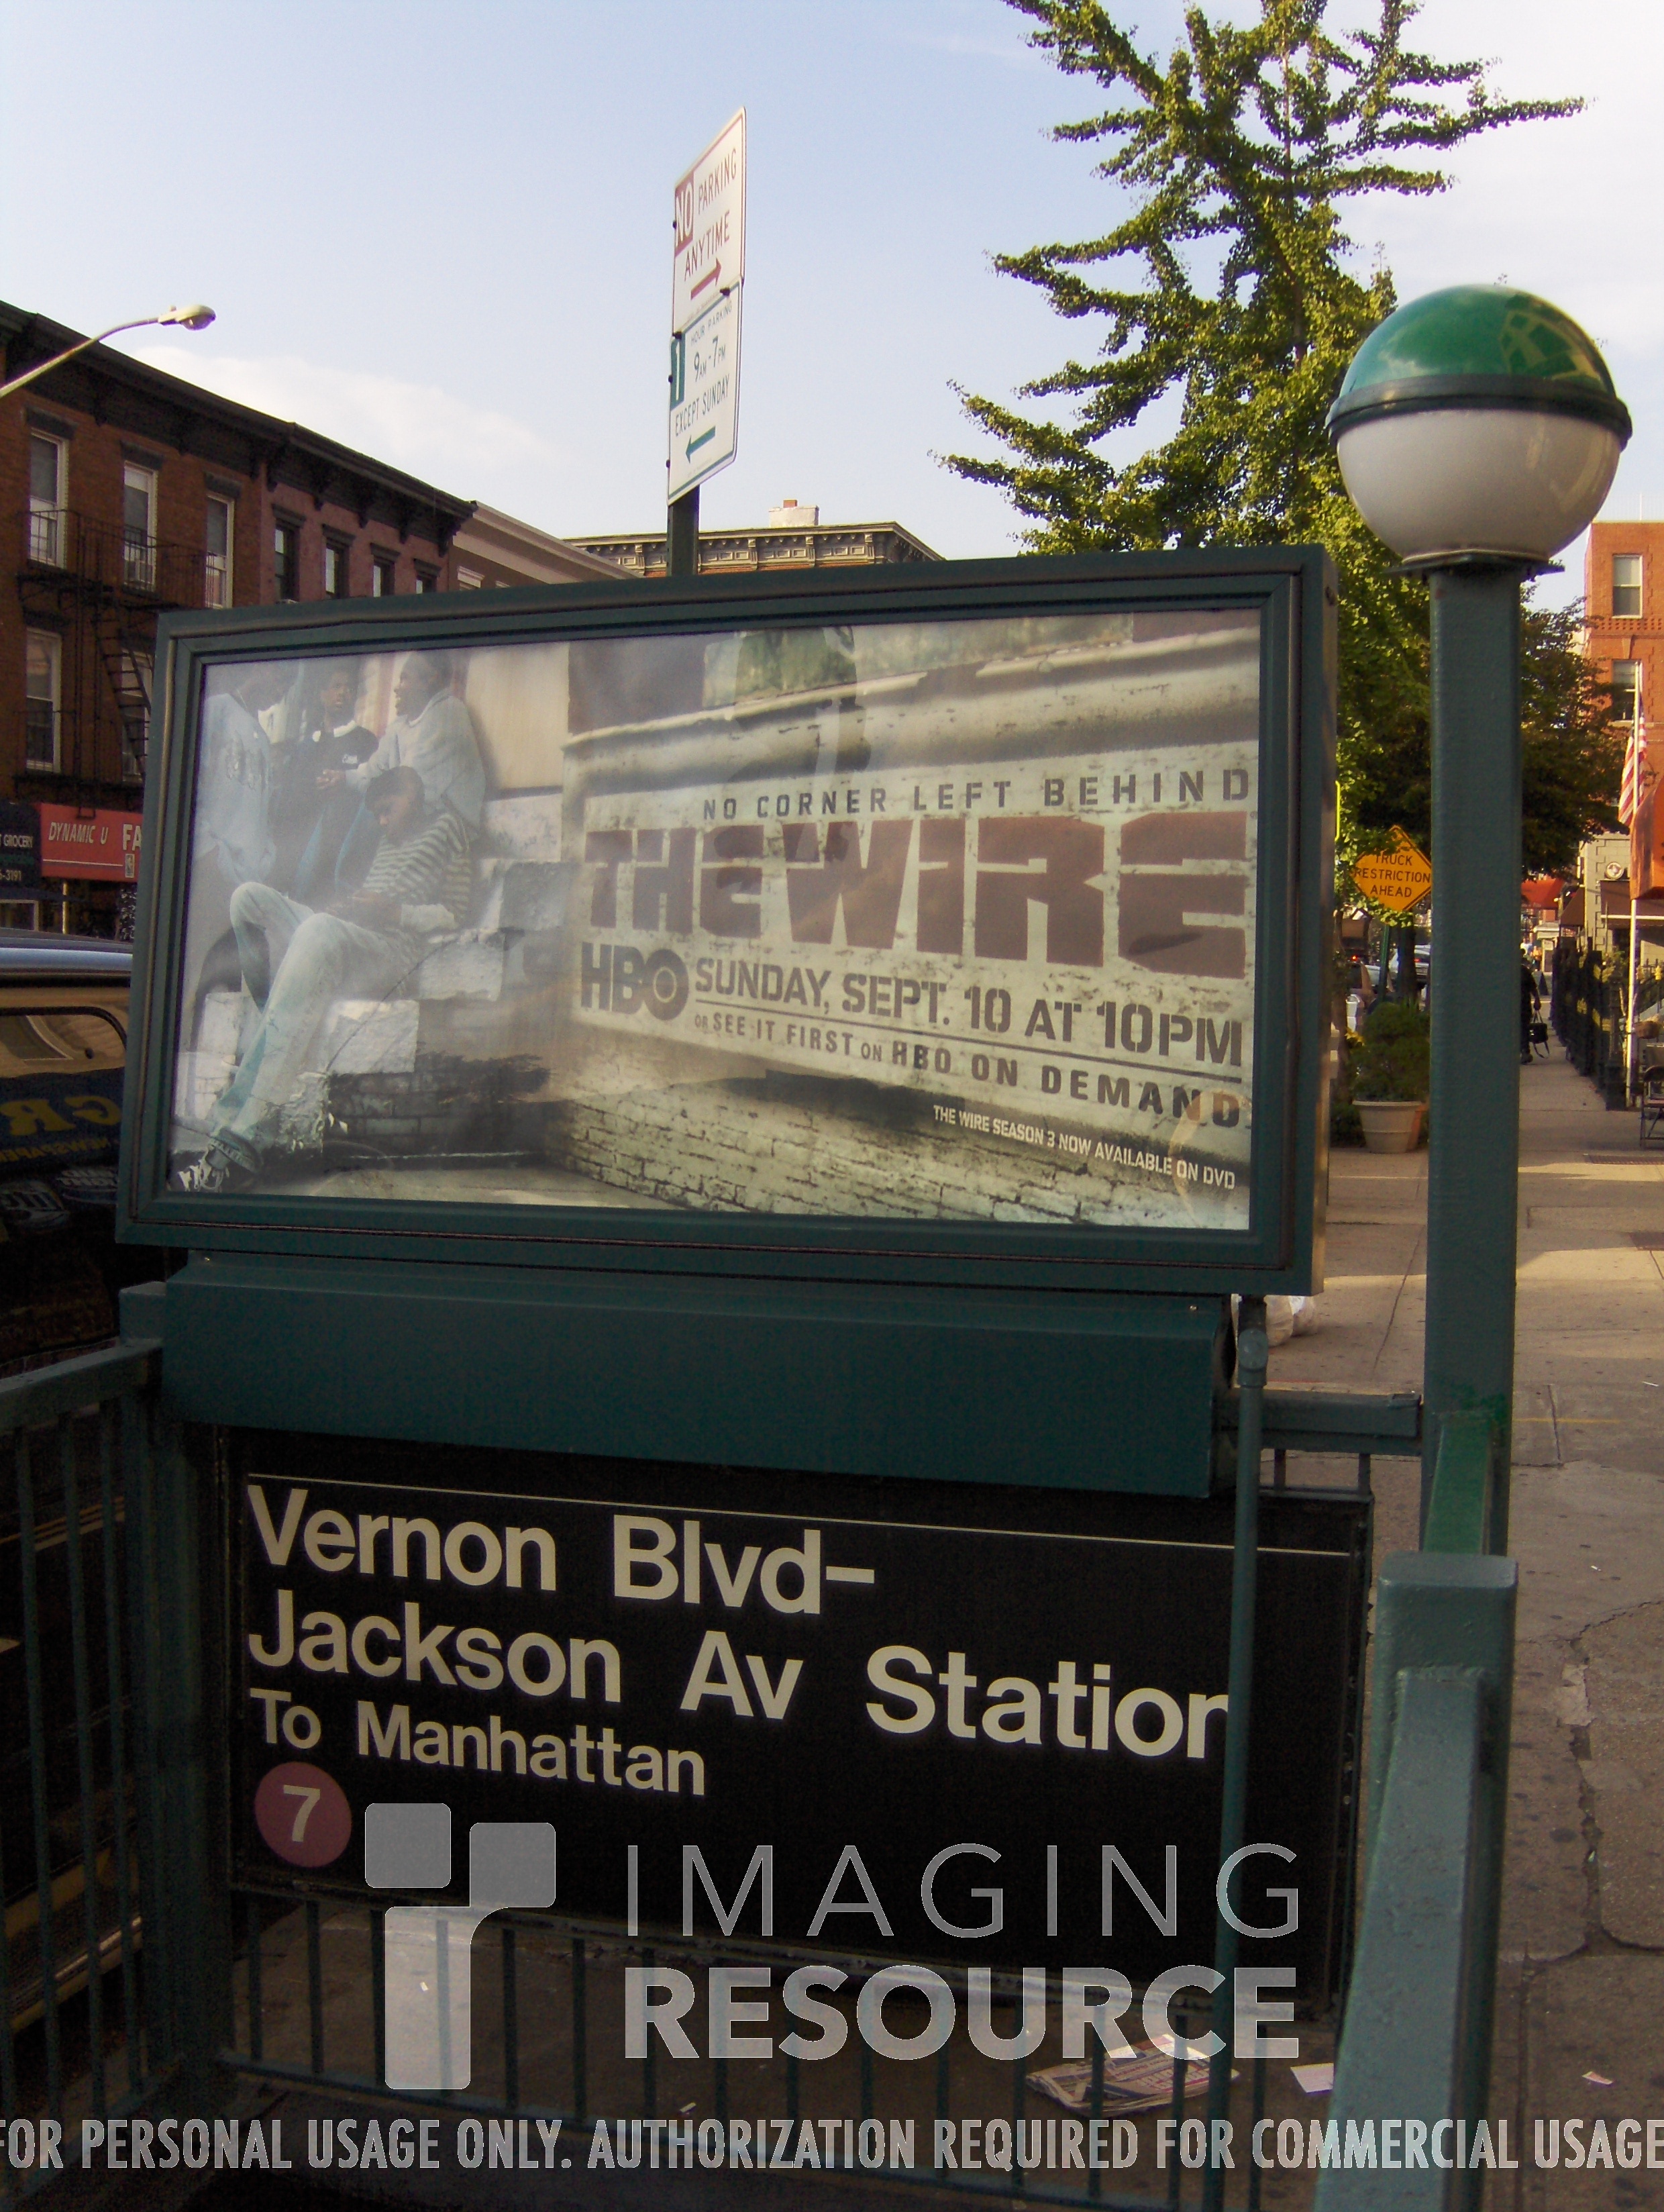 NO PARKING
ANYTIME
1 HOUR PARKING
9AM-7PM
EXCEPT SUNDAY
GROCERY
DYNAMIC U
FA
-3191
TRUCK
RESTRICTION
AHEAD
NO CORNER LEFT BEHIND
THE WIRE
HBO SUNDAY, SEPT. 10 AT 10PM
OR SEE IT FIRST ON HBO ON DEMAND
THE WIRE SEASON 3 NOW AVAILABLE ON DVD
Vernon Blvd–
Jackson Av Station
To Manhattan
7
IMAGING
RESOURCE
FOR PERSONAL USAGE ONLY. AUTHORIZATION REQUIRED FOR COMMERCIAL USAGE